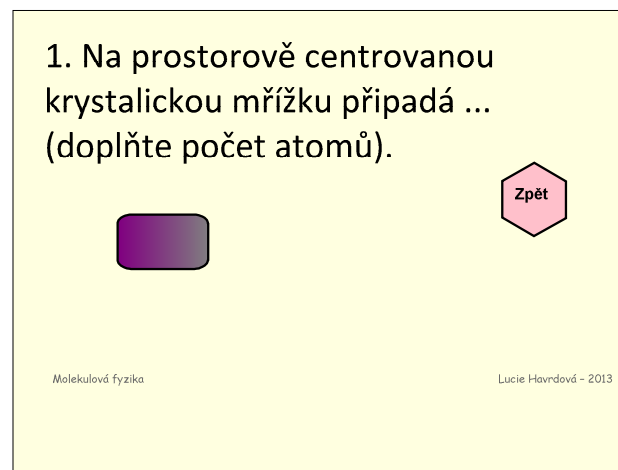 1. Na prostorově centrovanou
krystalickou mřížku připadá ...
(doplňte počet atomů).
Zpět
Molekulová fyzika
Lucie Havrdová – 2013